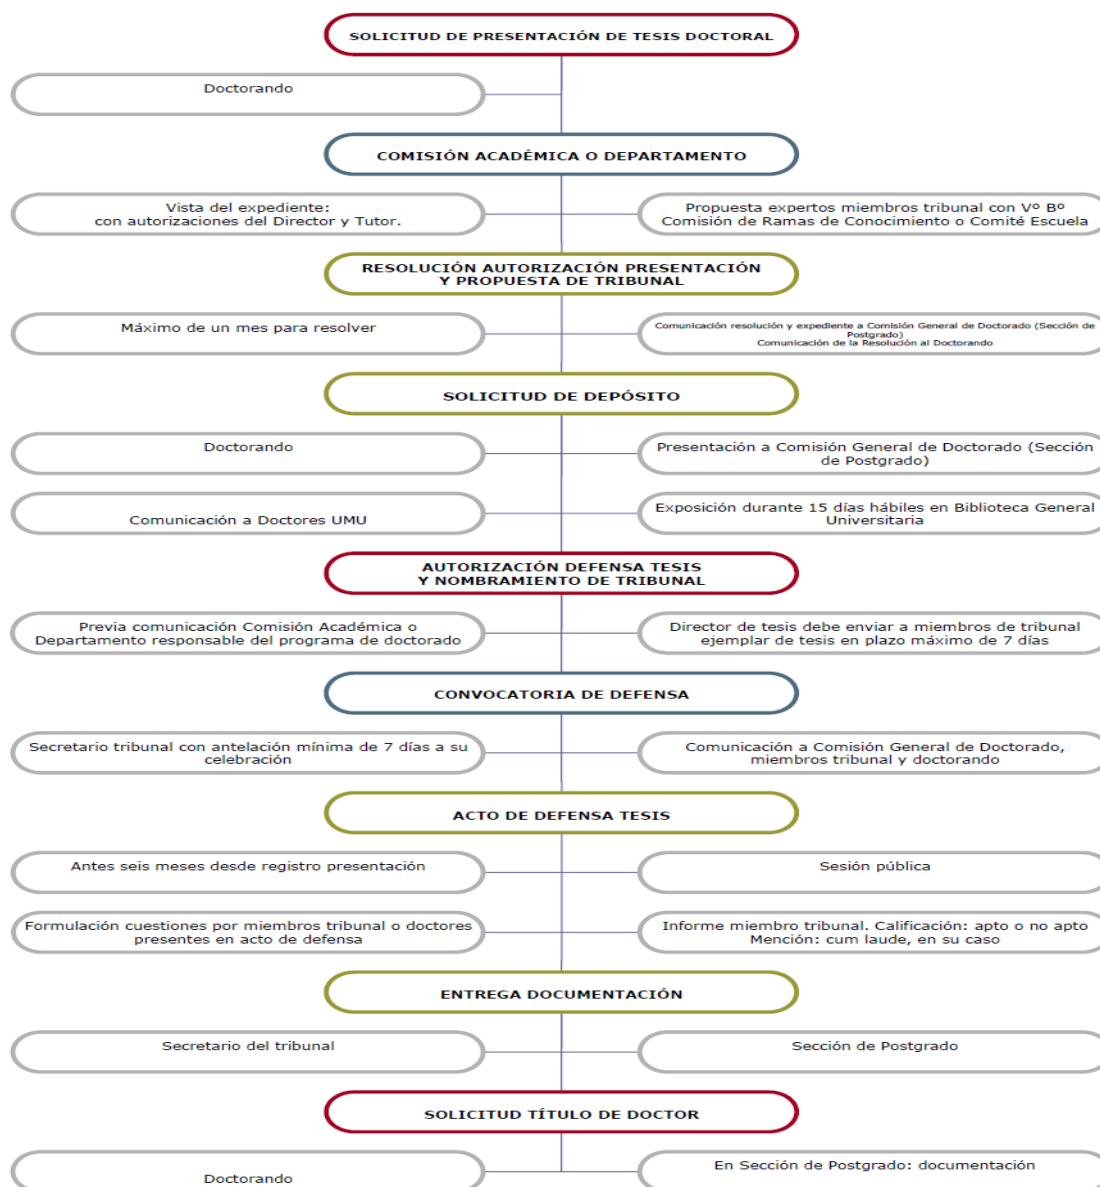 SOLICITUD DE PRESENTACIÓN DE TESIS DOCTORAL
Doctorando
COMISIÓN ACADÉMICA O DEPARTAMENTO
Vista del expediente:
con autorizaciones del Director y Tutor.
Propuesta expertos miembros tribunal con Vº Bº
Comisión de Ramas de Conocimiento o Comité Escuela
RESOLUCIÓN AUTORIZACIÓN PRESENTACIÓN
Y PROPUESTA DE TRIBUNAL
Máximo de un mes para resolver
Comunicación resolución y expediente a Comisión General de Doctorado (Sección de
Postgrado)
Comunicación de la Resolución al Doctorando
SOLICITUD DE DEPÓSITO
Doctorando
Presentación a Comisión General de Doctorado (Sección
de Postgrado)
Comunicación a Doctores UMU
Exposición durante 15 días hábiles en Biblioteca General
Universitaria
AUTORIZACIÓN DEFENSA TESIS
Y NOMBRAMIENTO DE TRIBUNAL
Previa comunicación Comisión Académica o
Departamento responsable del programa de doctorado
Director de tesis debe enviar a miembros de tribunal
ejemplar de tesis en plazo máximo de 7 días
CONVOCATORIA DE DEFENSA
Secretario tribunal con antelación mínima de 7 días a su
celebración
Comunicación a Comisión General de Doctorado,
miembros tribunal y doctorando
ACTO DE DEFENSA TESIS
Antes seis meses desde registro presentación
Sesión pública
Formulación cuestiones por miembros tribunal o doctores
presentes en acto de defensa
Informe miembro tribunal. Calificación: apto o no apto
Mención: cum laude, en su caso
ENTREGA DOCUMENTACIÓN
Secretario del tribunal
Sección de Postgrado
SOLICITUD TÍTULO DE DOCTOR
Doctorando
En Sección de Postgrado: documentación